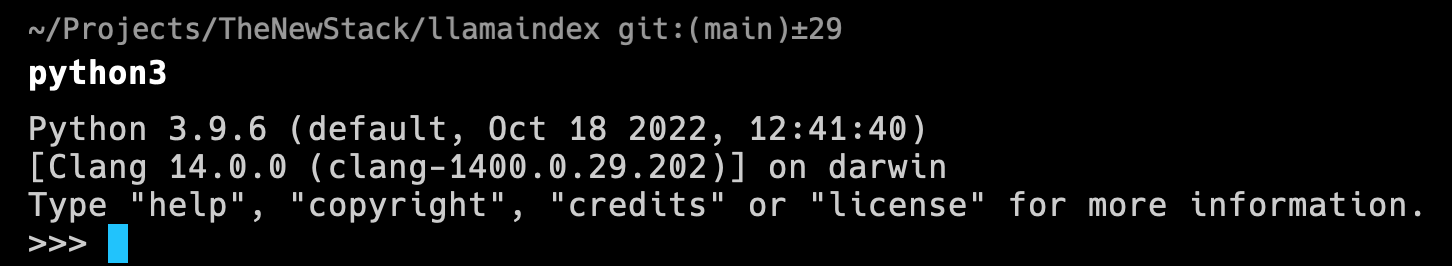 ~/Projects/TheNewStack/llamaindex git:(main)±29
python3
Python 3.9.6 (default, Oct 18 2022, 12:41:40)
[Clang 14.0.0 (clang-1400.0.29.202)] on darwin
Type "help", "copyright", "credits" or "license" for more information.
>>>